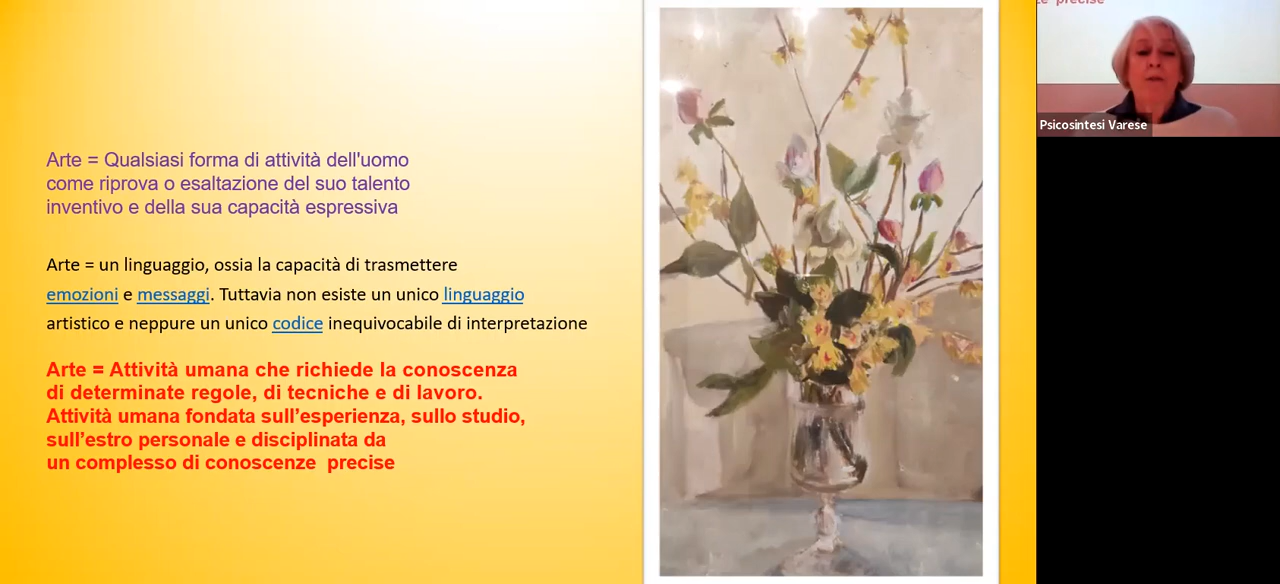 Arte = Qualsiasi forma di attività dell'uomo
come riprova o esaltazione del suo talento
inventivo e della sua capacità espressiva
Arte = un linguaggio, ossia la capacità di trasmettere
emozioni e messaggi. Tuttavia non esiste un unico linguaggio
artistico e neppure un unico codice inequivocabile di interpretazione
Arte = Attività umana che richiede la conoscenza
di determinate regole, di tecniche e di lavoro.
Attività umana fondata sull’esperienza, sullo studio,
sull’estro personale e disciplinata da
un complesso di conoscenze  precise
precise
Psicosintesi Varese